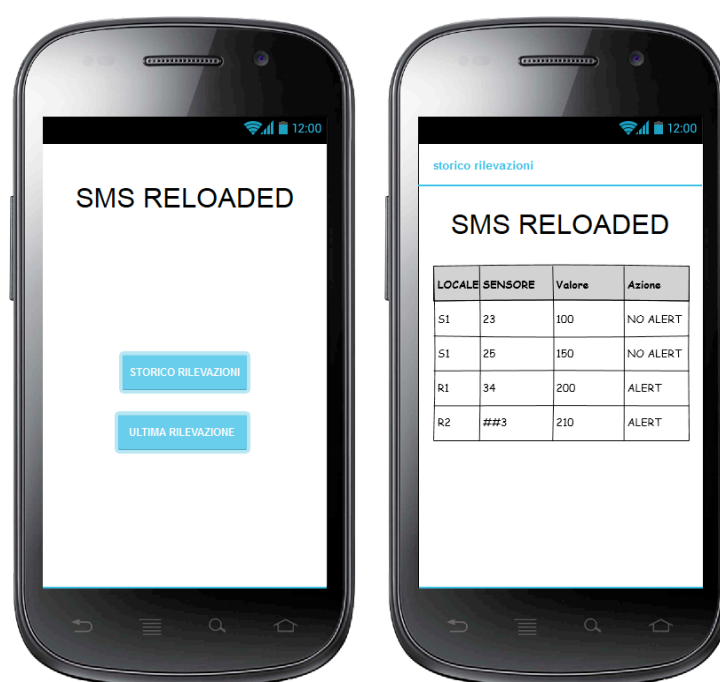 12:00
SMS RELOADED
STORICO RILEVAZIONI
ULTIMA RILEVAZIONE
12:00
storico rilevazioni
SMS RELOADED
LOCALE SENSORE Valore Azione
S1 23 100 NO ALERT
S1 25 150 NO ALERT
R1 34 200 ALERT
R2 ##3 210 ALERT